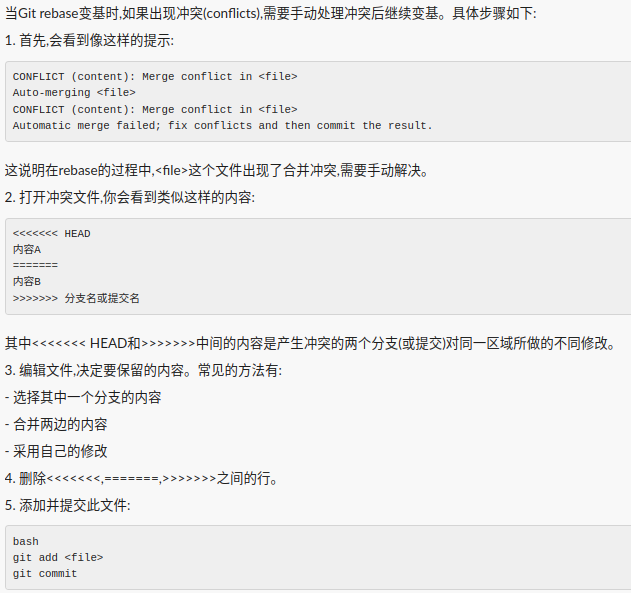 当Git rebase变基时,如果出现冲突(conflicts),需要手动处理冲突后继续变基。具体步骤如下:
1. 首先,会看到像这样的提示:
CONFLICT (content): Merge conflict in <file>
Auto-merging <file>
CONFLICT (content): Merge conflict in <file>
Automatic merge failed; fix conflicts and then commit the result.
这说明在rebase的过程中,<file>这个文件出现了合并冲突,需要手动解决。
2. 打开冲突文件,你会看到类似这样的内容:
<<<<<<< HEAD
内容A
=======
内容B
>>>>>>> 分支名或提交名
其中<<<<<<< HEAD和>>>>>>>中间的内容是产生冲突的两个分支(或提交)对同一区域所做的不同修改。
3. 编辑文件,决定要保留的内容。常见的方法有:
- 选择其中一个分支的内容
- 合并两边的内容
- 采用自己的修改
4. 删除<<<<<<<,=======,>>>>>>>之间的行。
5. 添加并提交此文件:
bash
git add <file>
git commit